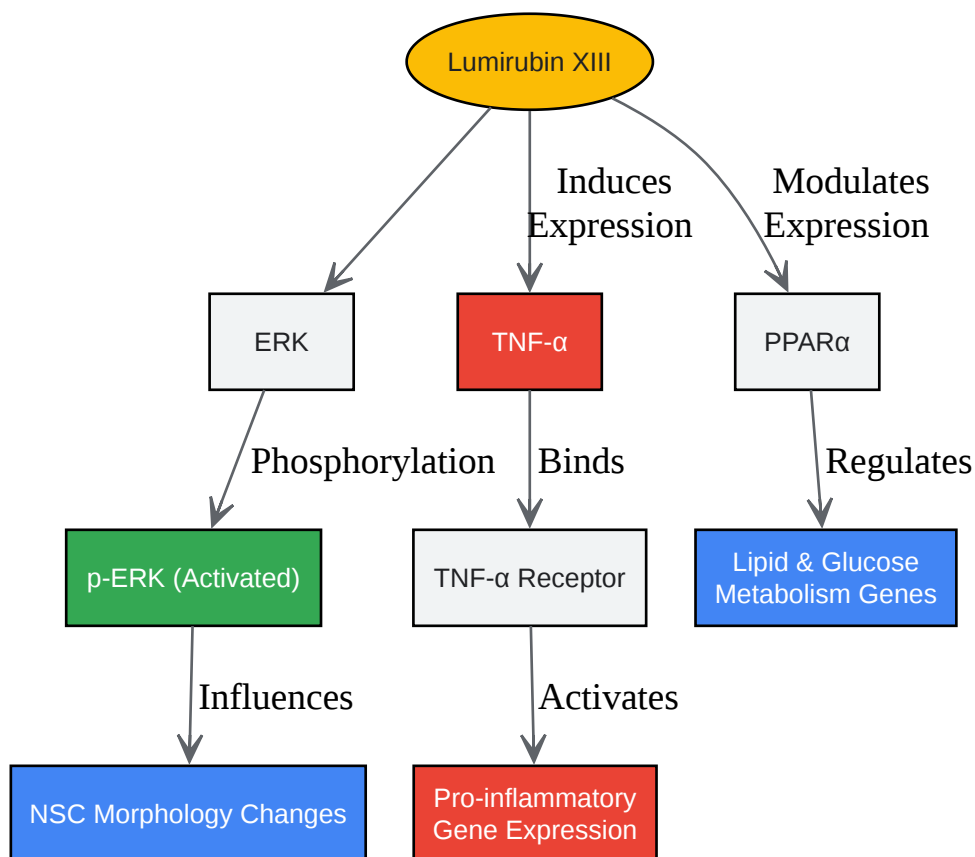 Lumirubin XIII
Induces
Expression
Modulates
Expression
ERK
TNF-α
PPARα
Phosphorylation
Binds
Regulates
p-ERK (Activated)
TNF-α Receptor
Lipid & Glucose
Metabolism Genes
Influences
Activates
NSC Morphology Changes
Pro-inflammatory
Gene Expression